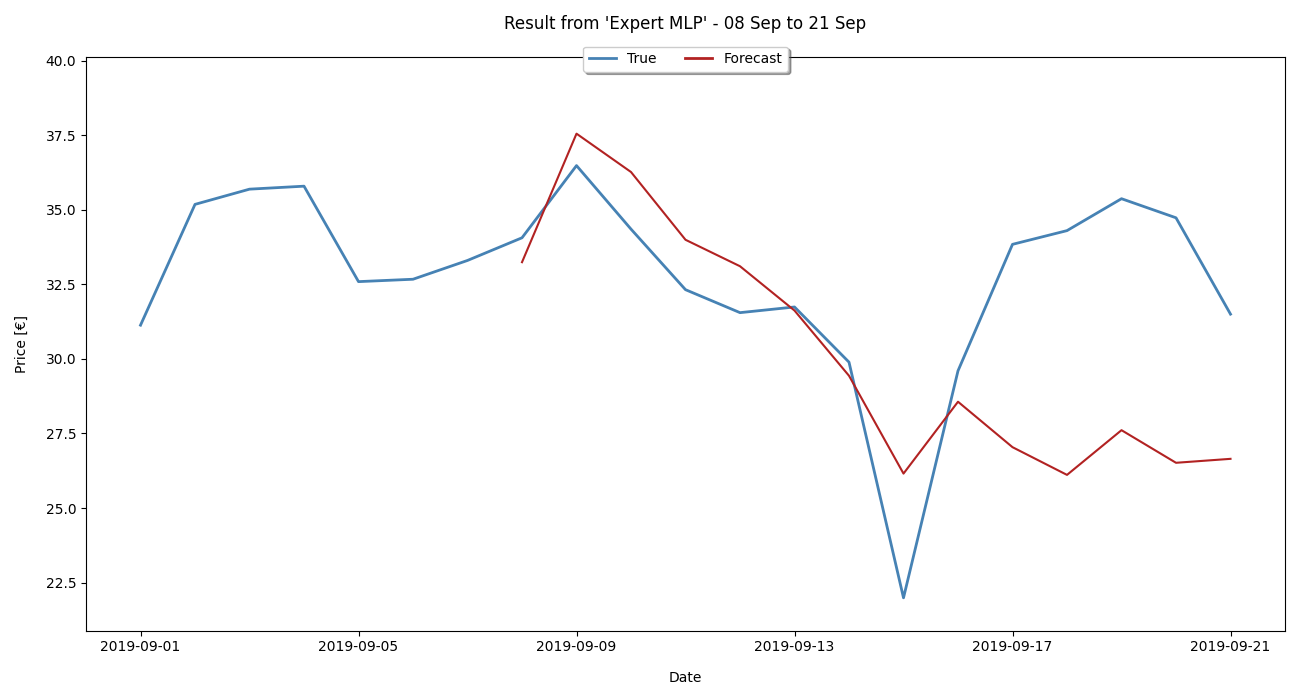 Result from 'Expert MLP' - 08 Sep to 21 Sep
True Forecast
40.0
37.5
35.0
32.5
30.0
27.5
25.0
22.5
Price [€]
2019-09-01 2019-09-05 2019-09-09 2019-09-13 2019-09-17 2019-09-21
Date